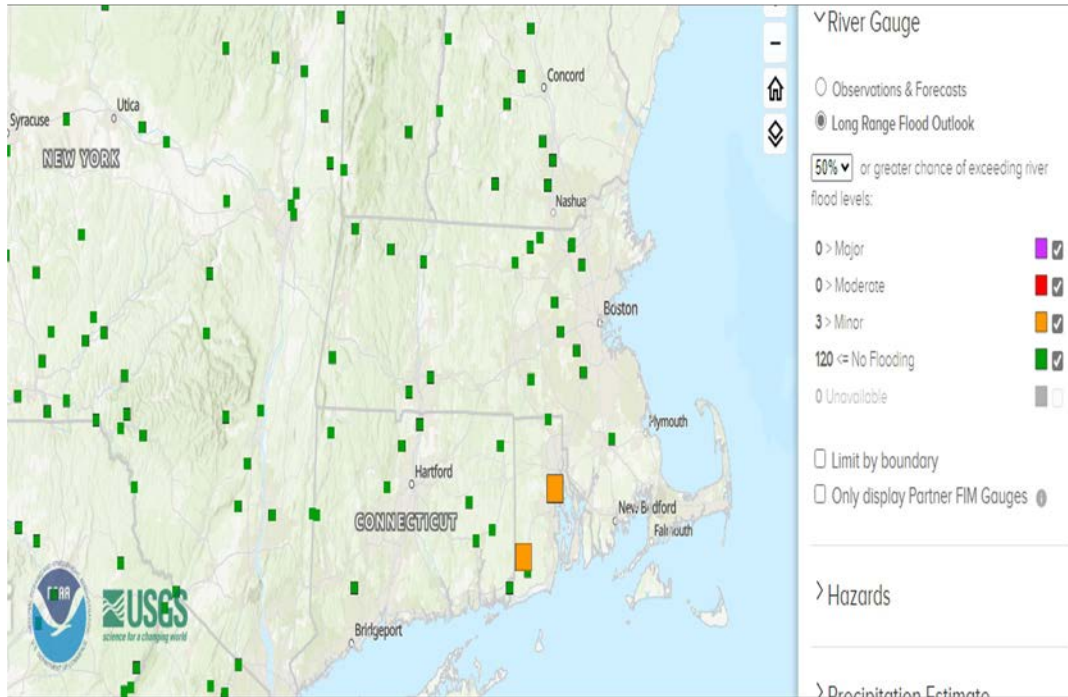 Concord
Utica
Syracuse
NEW YORK
Nashua
Boston
Plymouth
Hartford
New Bedford
CONNECTICUT
Falmouth
Bridgeport
USGS
science for a changing world
River Gauge
Observations & Forecasts
Long Range Flood Outlook
50% or greater chance of exceeding river
flood levels:
0 > Major
0 > Moderate
3 > Minor
120 <= No Flooding
0 Unavailable
Limit by boundary
Only display Partner FIM Gauges
Hazards
Precipitation Estimate